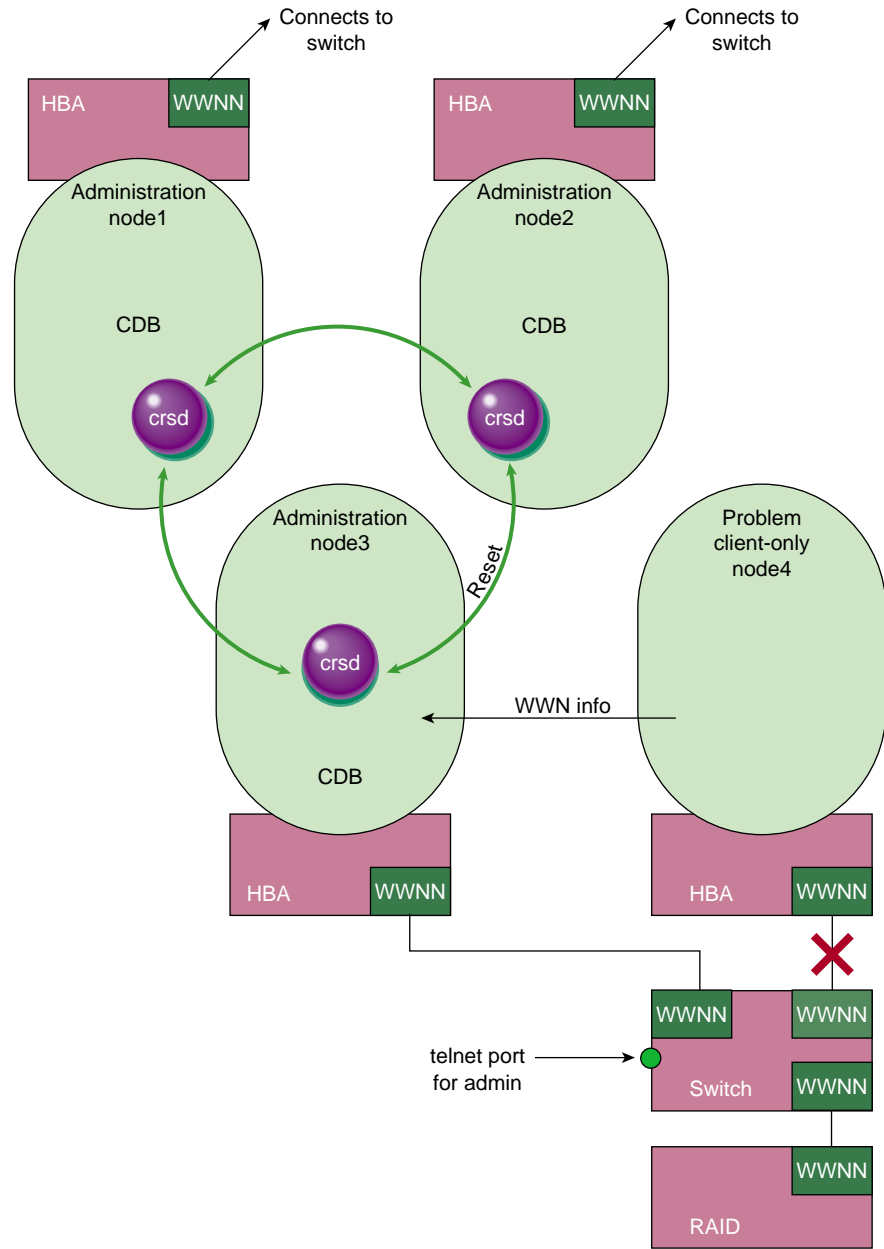 Connects to
switch
Connects to
switch
HBA
WWNN
HBA
WWNN
Administration
node1
Administration
node2
CDB
CDB
crsd
crsd
Administration
node3
Problem
client-only
node4
Reset
crsd
WWN info
CDB
HBA
WWNN
HBA
WWNN
WWNN
WWNN
telnet port
for admin
Switch
WWNN
WWNN
RAID